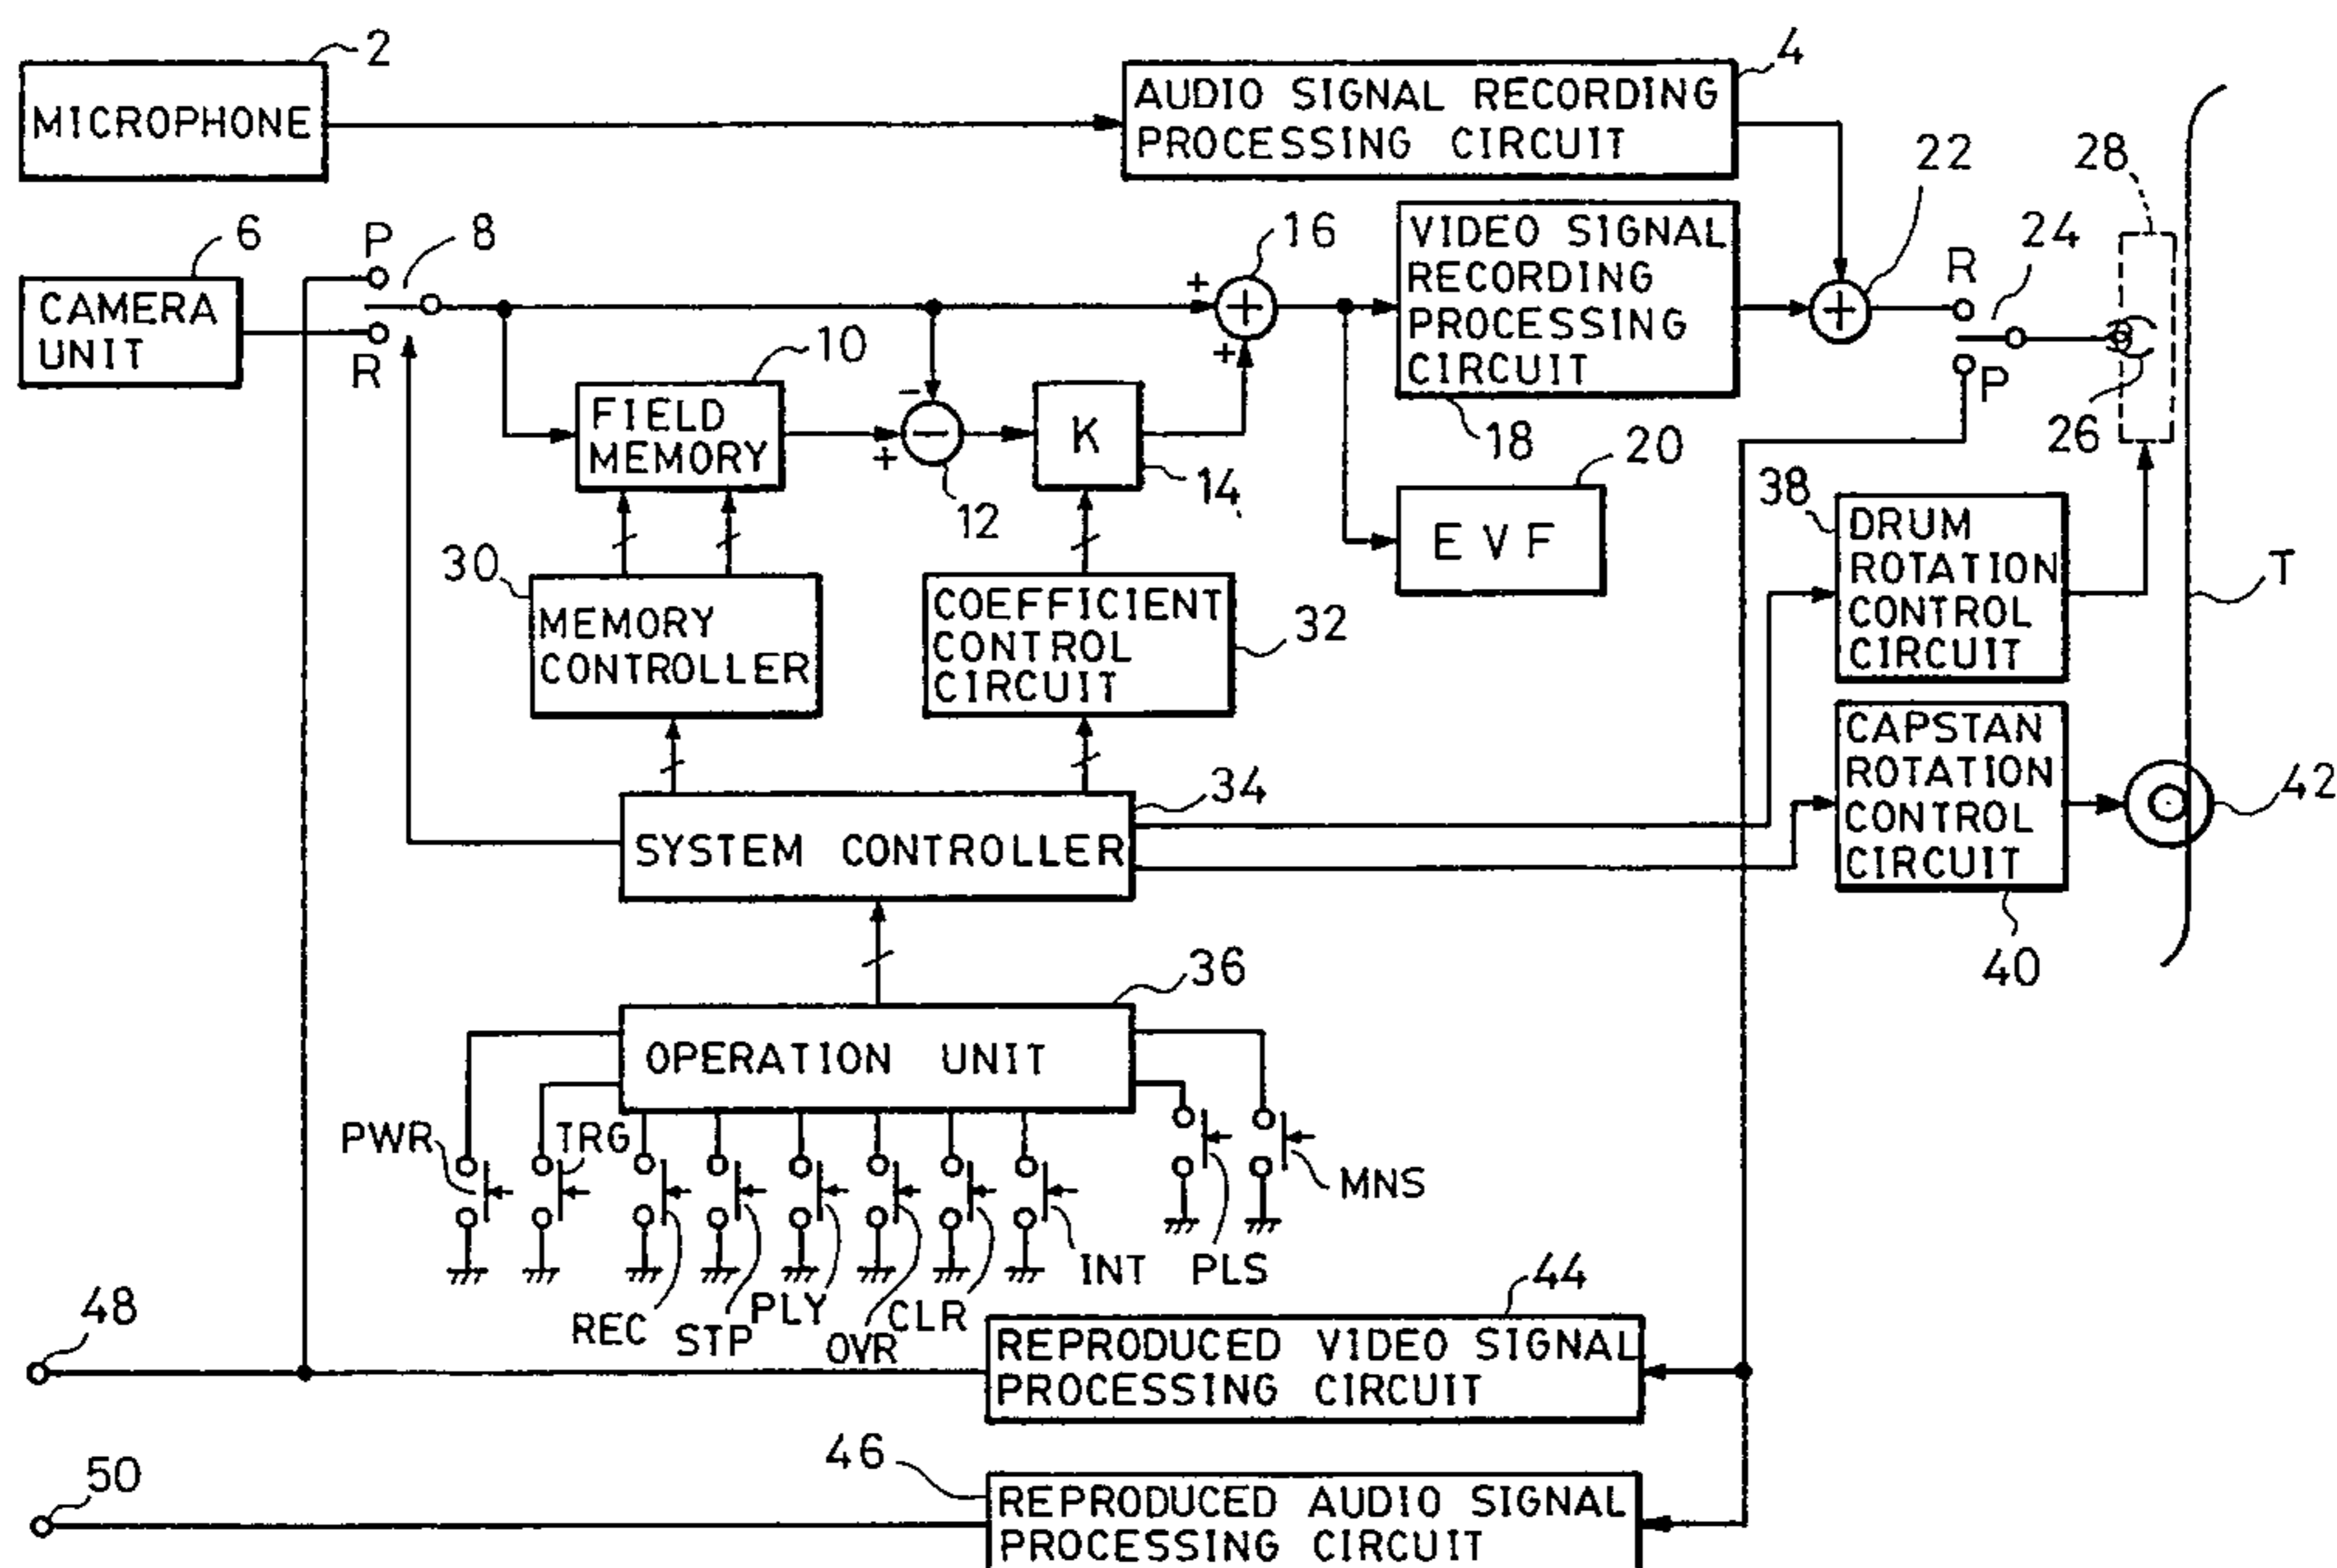 2
4
MICROPHONE
AUDIO SIGNAL RECORDING
PROCESSING CIRCUIT
22
28
6
P
8
16
VIDEO SIGNAL
RECORDING
PROCESSING
CIRCUIT
R
24
CAMERA
UNIT
R
+
+
+
+
P
10
FIELD
MEMORY
-
−
+
12
K
14
18
20
26
EVF
38
DRUM
ROTATION
CONTROL
CIRCUIT
T
30
MEMORY
CONTROLLER
COEFFICIENT
CONTROL
CIRCUIT
32
CAPSTAN
ROTATION
CONTROL
CIRCUIT
42
34
SYSTEM CONTROLLER
40
36
OPERATION UNIT
PWR
TRG
MNS
INT
PLS
REC
STP
PLY
OVR
CLR
48
44
REPRODUCED VIDEO SIGNAL
PROCESSING CIRCUIT
50
46
REPRODUCED AUDIO SIGNAL
PROCESSING CIRCUIT